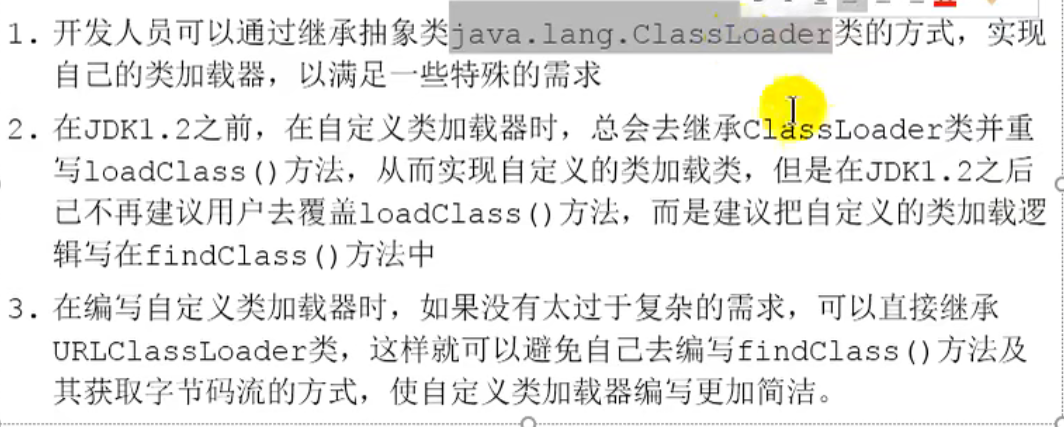 1. 开发人员可以通过继承抽象类java.lang.ClassLoader类的方式，实现
自己的类加载器，以满足一些特殊的需求
2. 在JDK1.2之前，在自定义类加载器时，总会去继承ClassLoader类并重
写loadClass()方法，从而实现自定义的类加载类，但是在JDK1.2之后
已不再建议用户去覆盖loadClass()方法，而是建议把自定义的类加载逻
辑写在findClass()方法中
3. 在编写自定义类加载器时，如果没有太过于复杂的需求，可以直接继承
URLClassLoader类，这样就可以避免自己去编写findClass()方法及
其获取字节码流的方式，使自定义类加载器编写更加简洁。